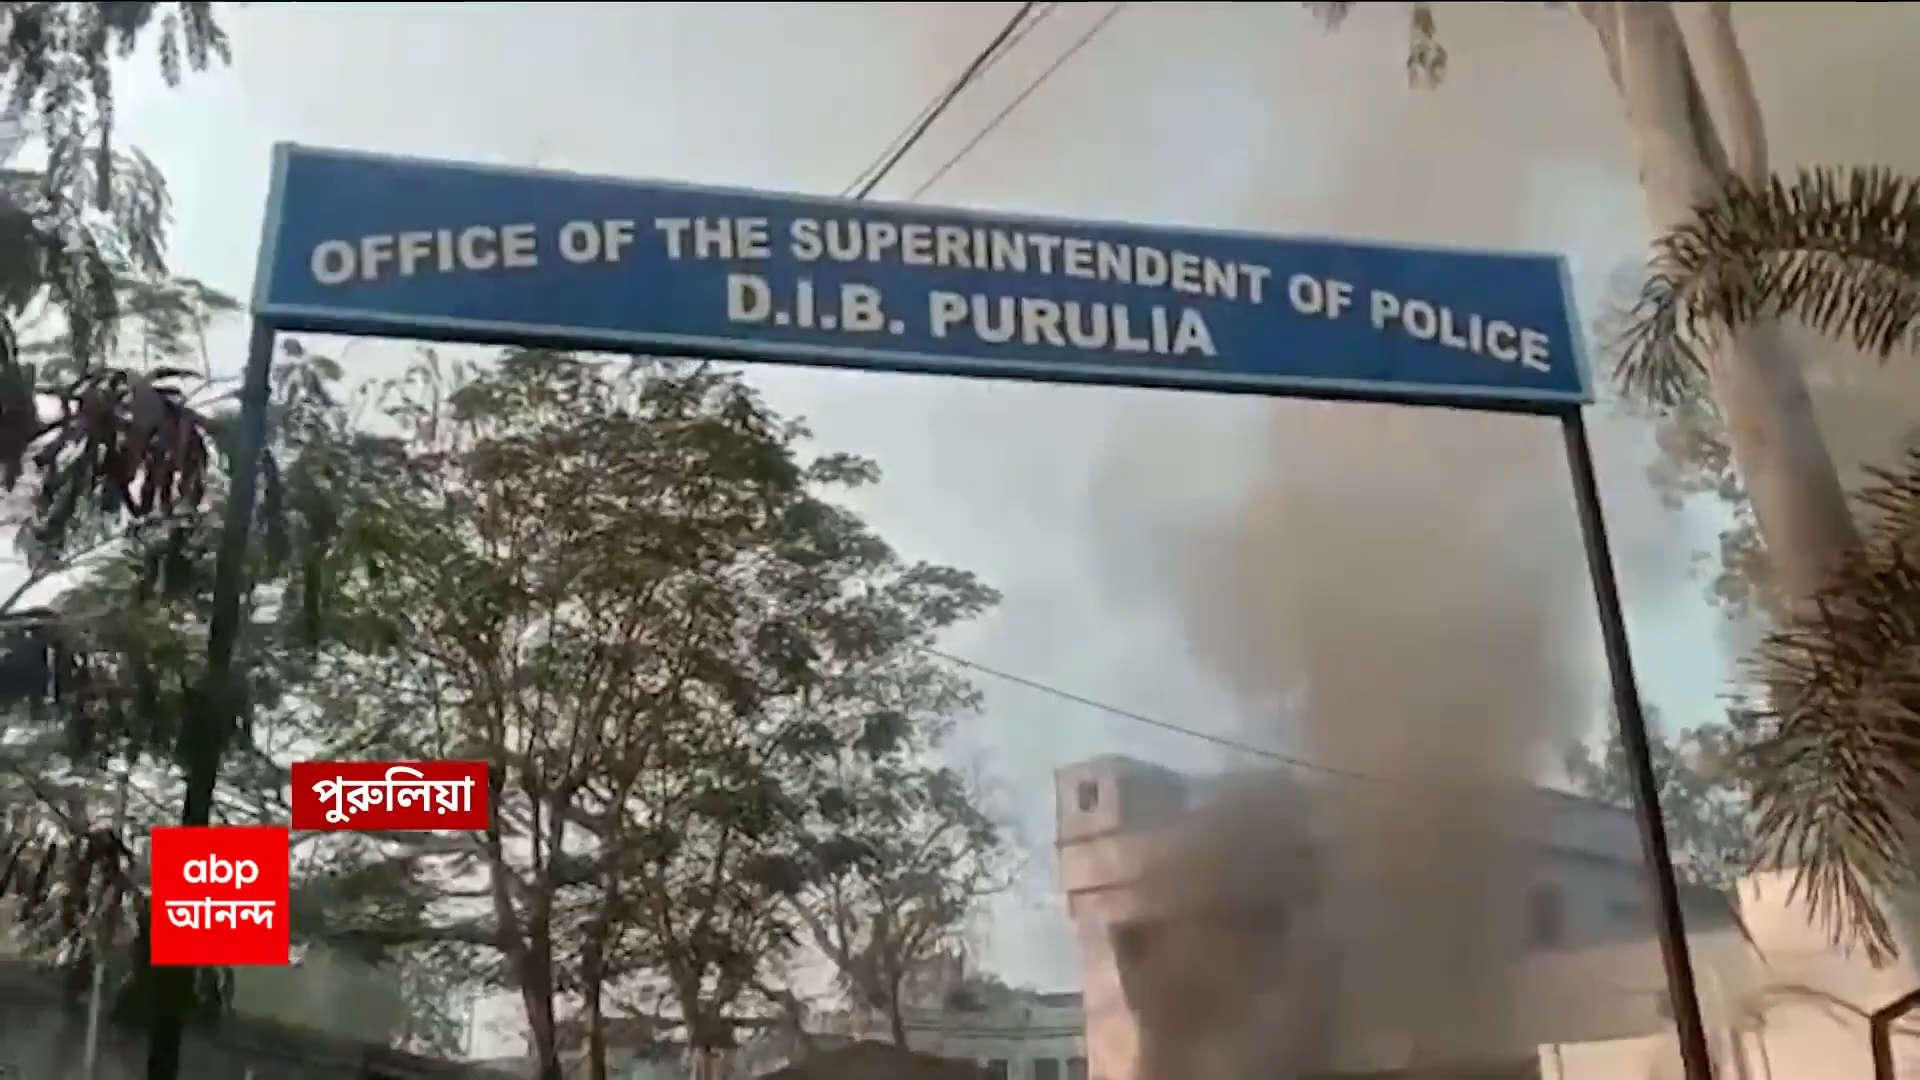 OFFICE OF THE SUPERINTENDENT OF POLICE
D.I.B. PURULIA
পুরুলিয়া
abp
আনন্দ